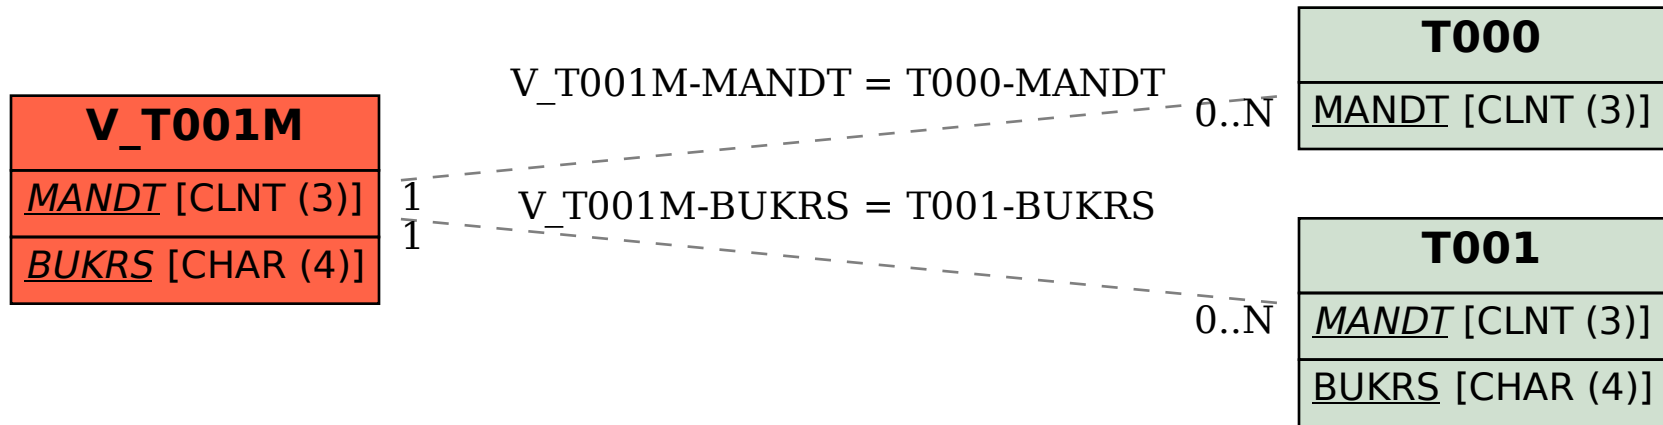 V_T001M
MANDT [CLNT (3)]
BUKRS [CHAR (4)]
V_T001M-MANDT = T000-MANDT
1
0..N
V_T001M-BUKRS = T001-BUKRS
1
0..N
T000
MANDT [CLNT (3)]
T001
MANDT [CLNT (3)]
BUKRS [CHAR (4)]